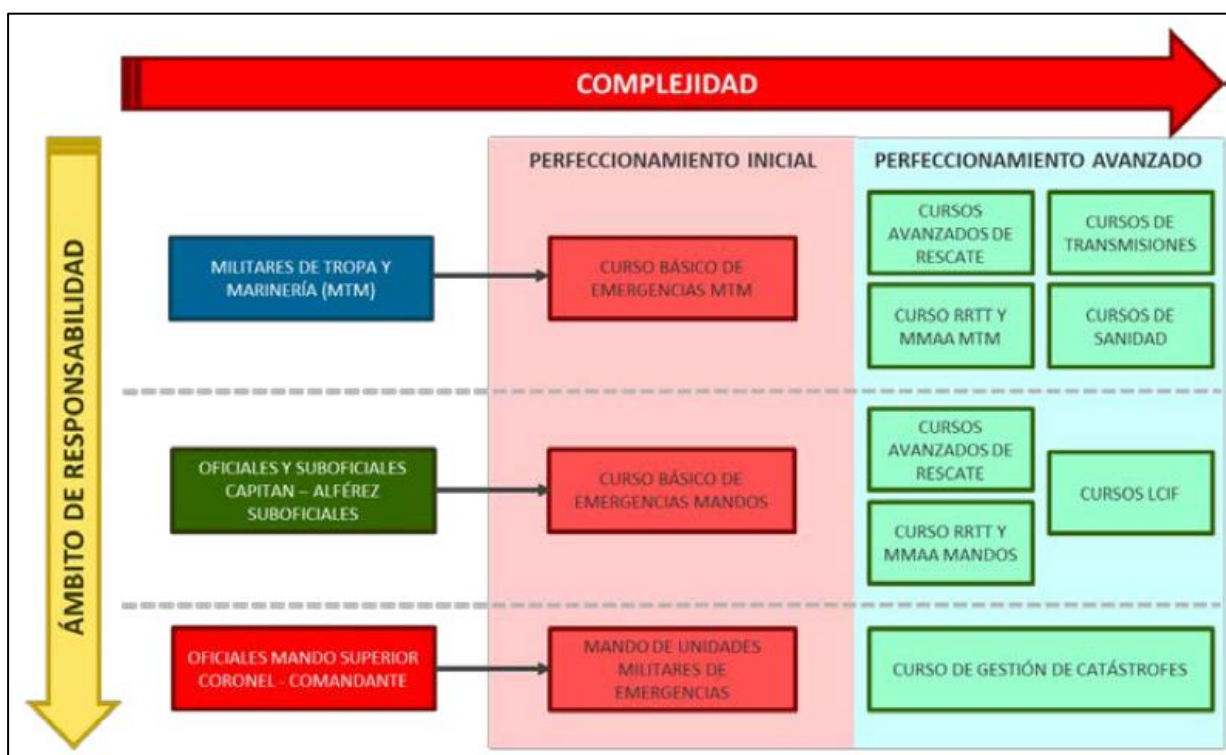 COMPLEJIDAD
ÁMBITO DE RESPONSABILIDAD
PERFECCIONAMIENTO INICIAL
PERFECCIONAMIENTO AVANZADO
MILITARES DE TROPA Y
MARINERÍA (MTM)
CURSO BÁSICO DE
EMERGENCIAS MTM
CURSOS
AVANZADOS DE
RESCATE
CURSOS DE
TRANSMISIONES
CURSO RRTT Y
MMAA MTM
CURSOS DE
SANIDAD
OFICIALES Y SUBOFICIALES
CAPITAN – ALFÉREZ
SUBOFICIALES
CURSO BÁSICO DE
EMERGENCIAS MANDOS
CURSOS
AVANZADOS DE
RESCATE
CURSOS LCIF
CURSO RRTT Y
MMAA MANDOS
OFICIALES MANDO SUPERIOR
CORONEL - COMANDANTE
MANDO DE UNIDADES
MILITARES DE
EMERGENCIAS
CURSO DE GESTIÓN DE CATÁSTROFES